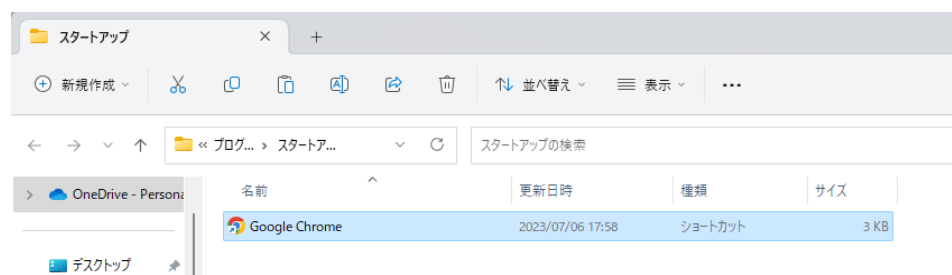 スタートアップ
新規作成 並べ替え 表示
« ブログ... › スタートア... スタートアップの検索
OneDrive - Persona 名前 更新日時 種類 サイズ
Google Chrome 2023/07/06 17:58 ショートカット 3 KB
デスクトップ